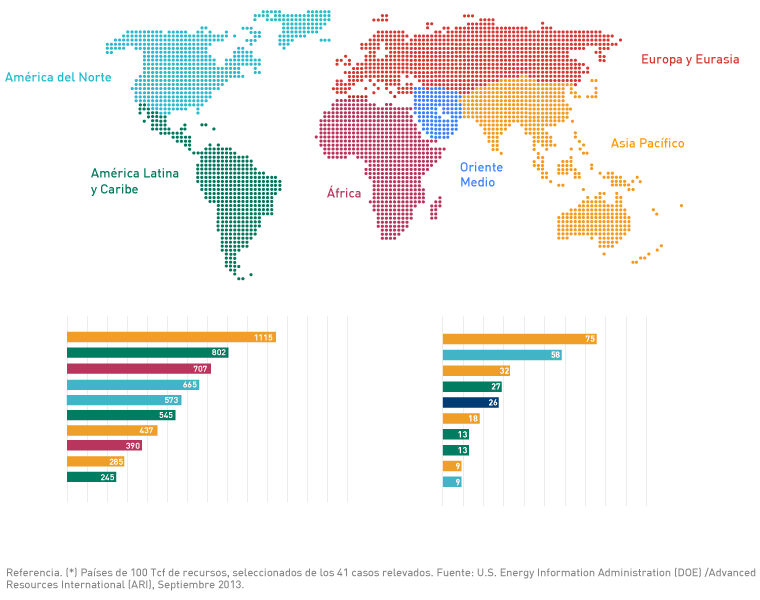 Europa y Eurasia
América del Norte
Asia Pacífico
América Latina
y Caribe
Oriente
Medio
África
1115
802
707
665
573
545
437
390
285
245
75
58
32
27
26
18
13
13
9
9
Referencia. (*) Países de 100 Tcf de recursos, seleccionados de los 41 casos relevados. Fuente: U.S. Energy Information Administration (DOE) /Advanced
Resources International (ARI), Septiembre 2013.